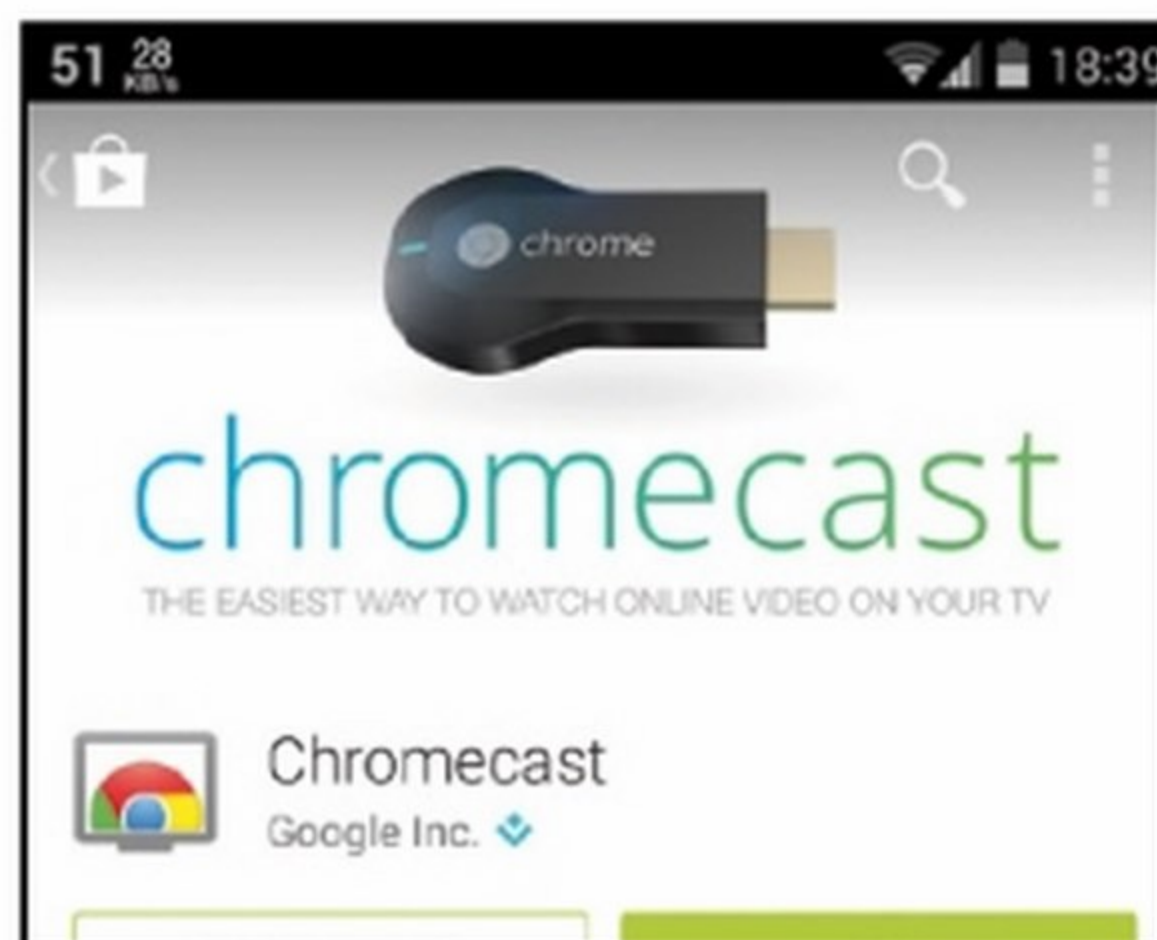 51 28 KB/s 18:39
chrome
chromecast
THE EASIEST WAY TO WATCH ONLINE VIDEO ON YOUR TV
Chromecast
Google Inc.